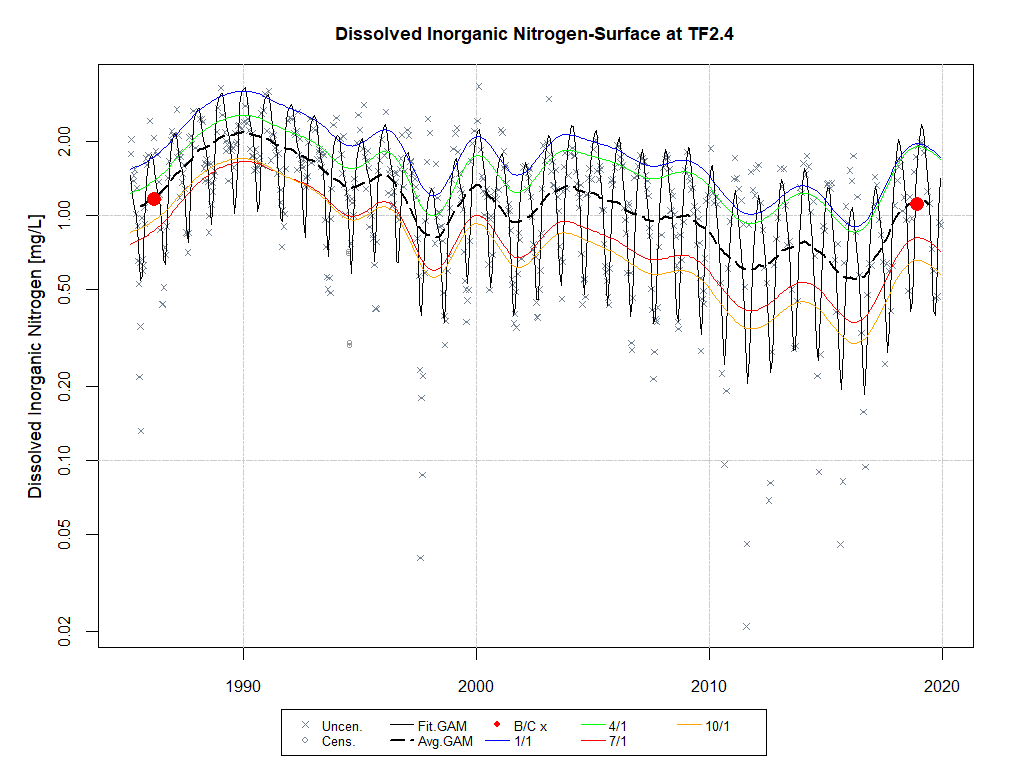 Dissolved Inorganic Nitrogen-Surface at TF2.4
Dissolved Inorganic Nitrogen [mg/L]
2.00
1.00
0.50
0.20
0.10
0.05
0.02
1990 2000 2010 2020
Uncen. Fit.GAM B/C x 4/1 10/1
Cens. Avg.GAM 1/1 7/1